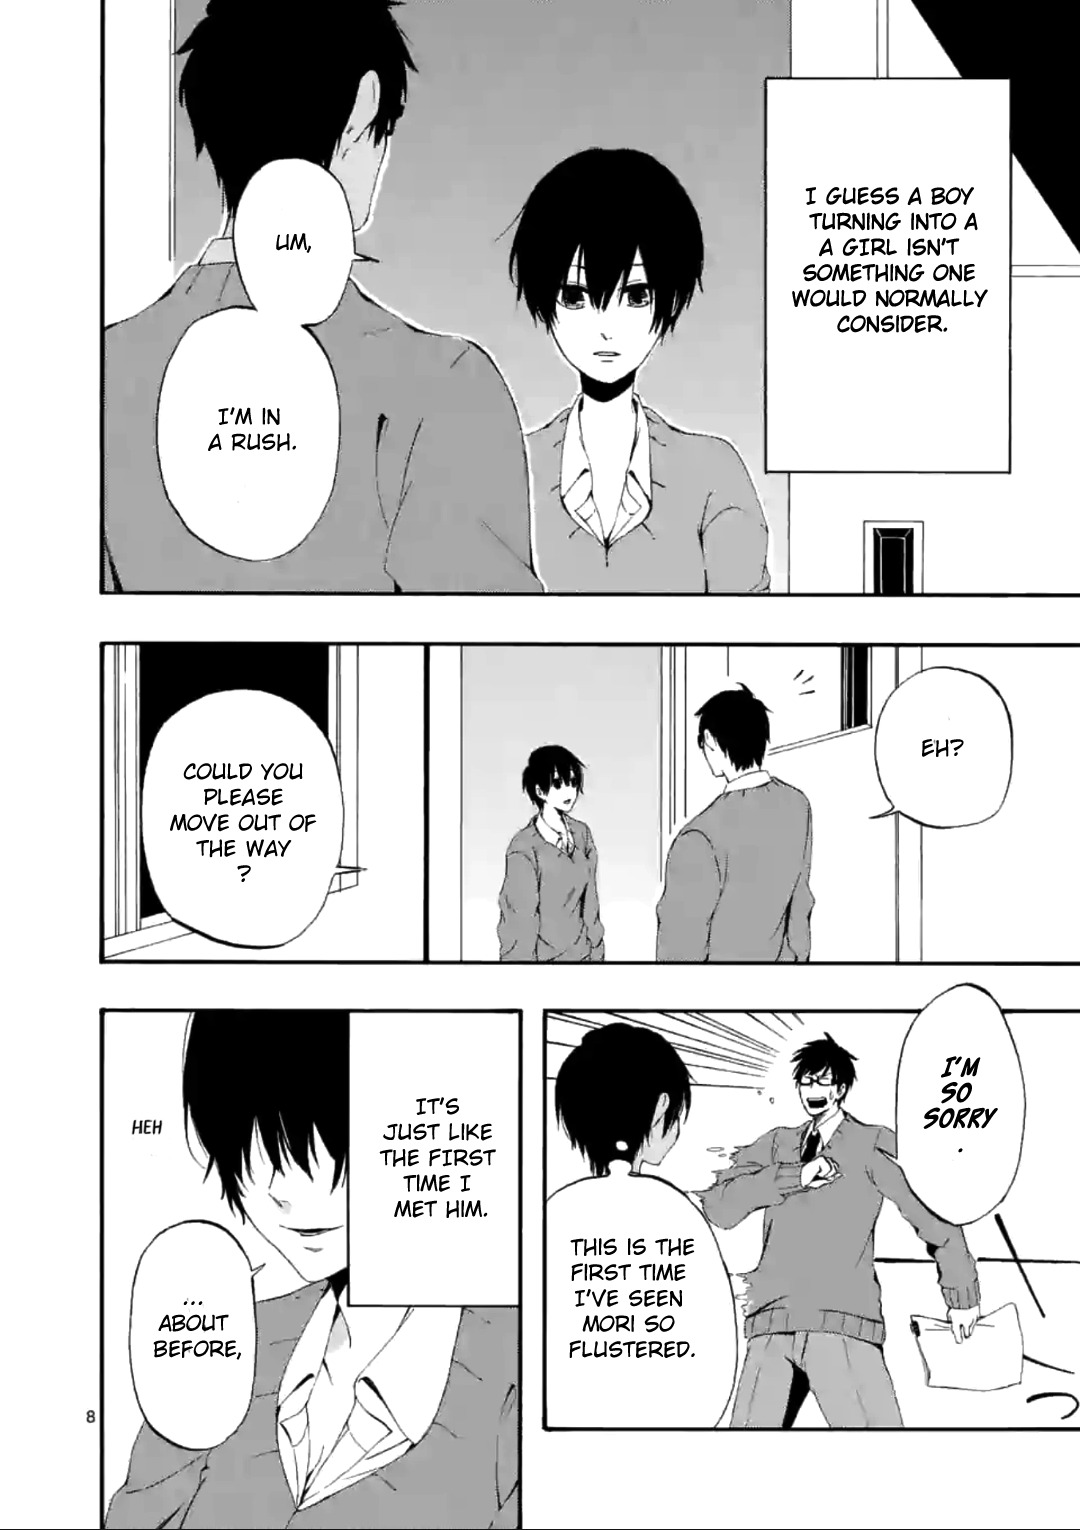 I GUESS A BOY
TURNING INTO A
A GIRL ISN'T
SOMETHING ONE
WOULD NORMALLY
CONSIDER.
UM,
I'M IN
A RUSH.
EH?
COULD YOU
PLEASE
MOVE OUT OF
THE WAY
?
I'M
SO
SORRY
.
THIS IS THE
FIRST TIME
I'VE SEEN
MORI SO
FLUSTERED.
IT'S
JUST LIKE
THE FIRST
TIME I
MET HIM.
HEH
...
ABOUT
BEFORE,
8